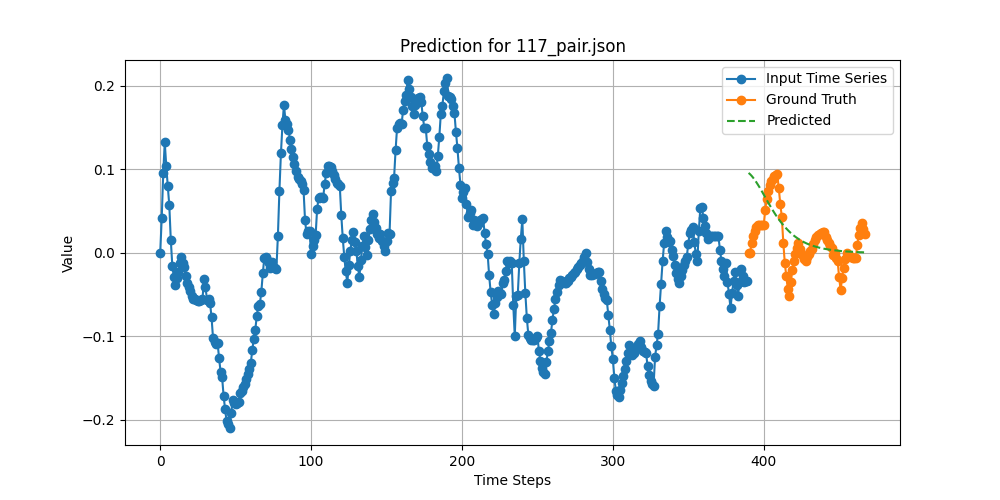 Prediction for 117_pair.json
Input Time Series
Ground Truth
Predicted
Value
0.2
0.1
0.0
−0.1
−0.2
0 100 200 300 400
Time Steps